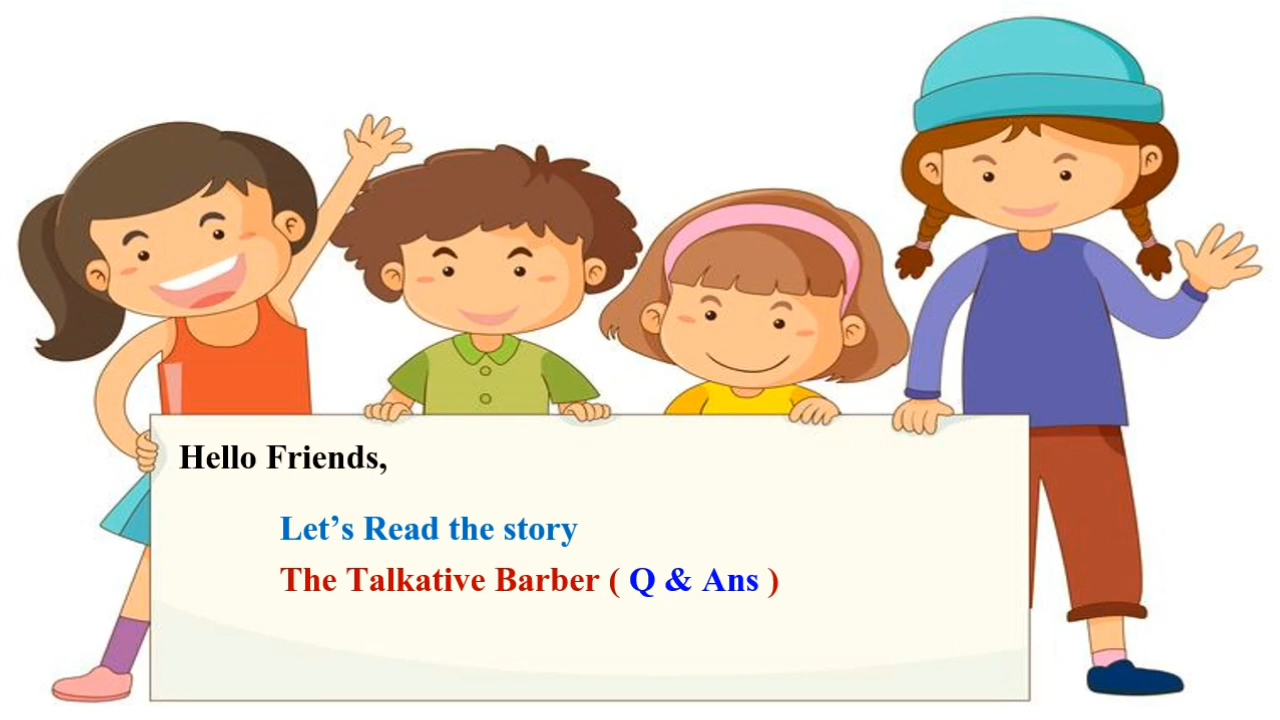 Hello Friends,
Let’s Read the story
The Talkative Barber ( Q & Ans )